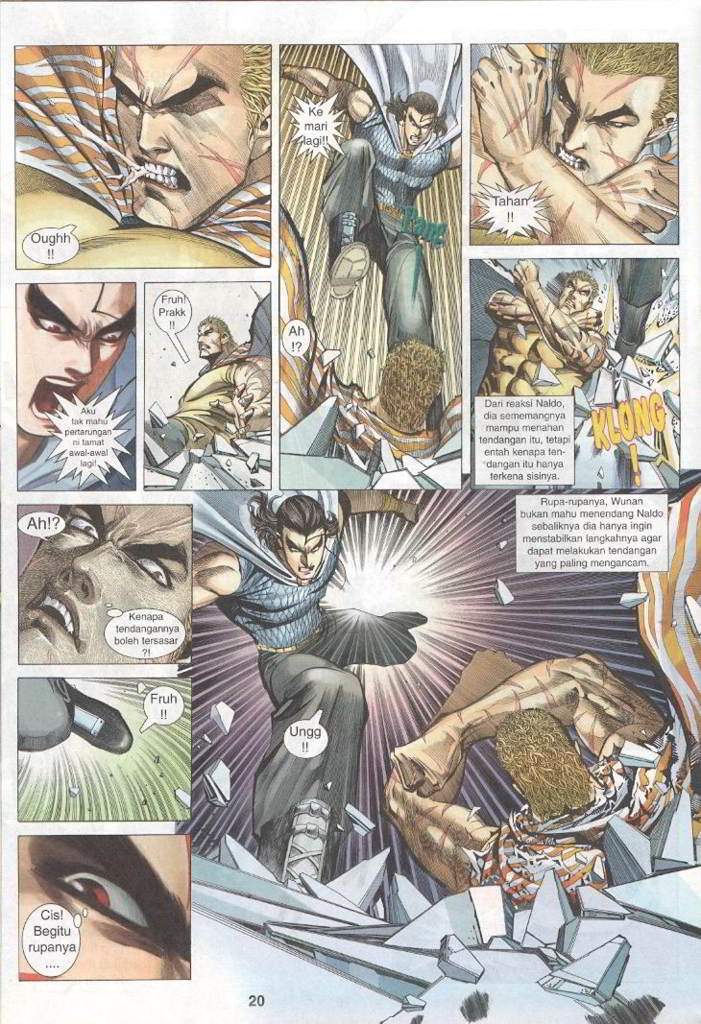 Oughh
!!
Ke
mari
lagi!!
Pang
Ah
!?
Tahan
!!
Dari reaksi Naldo,
dia sememangnya
mampu menahan
tendangan itu, tetapi
entah kenapa ten-
dangan itu hanya
terkena sisinya.
KLONG
!
Aku
tak mahu
pertarungan
ni tamat
awal-awal
lagi!
Fruh!
Prakk
!!
Ah!?
Kenapa
tendangannya
boleh tersasar
?!
Fruh
!!
Cis!
Begitu
rupanya
....
Ungg
!!
Rupa-rupanya, Wunan
bukan mahu menendang Naldo
sebaliknya dia hanya ingin
menstabilkan langkahnya agar
dapat melakukan tendangan
yang paling mengancam.
20